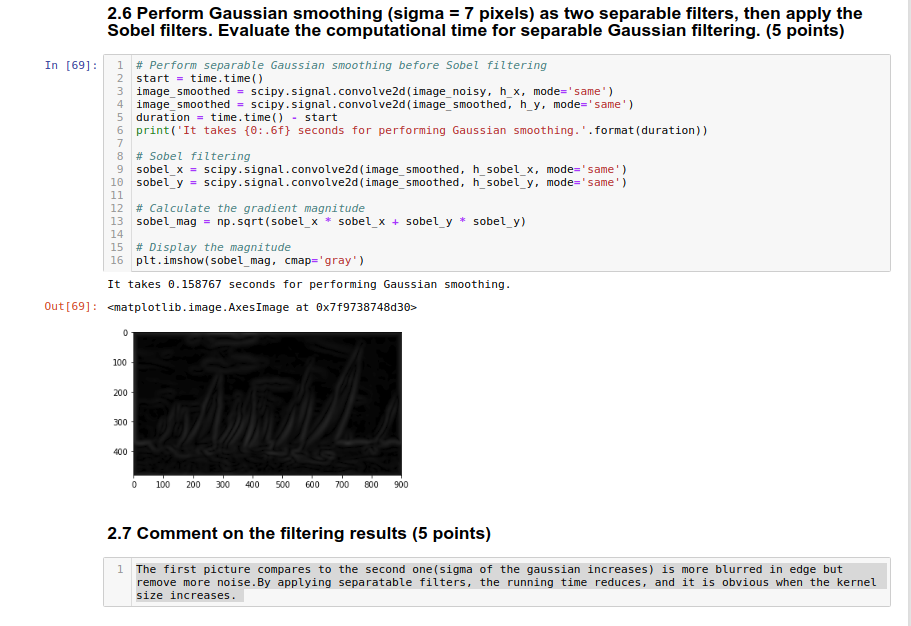 2.6 Perform Gaussian smoothing (sigma = 7 pixels) as two separable filters, then apply the
Sobel filters. Evaluate the computational time for separable Gaussian filtering. (5 points)
In [69]:
1 # Perform separable Gaussian smoothing before Sobel filtering
2 start = time.time()
3 image_smoothed = scipy.signal.convolve2d(image_noisy, h_x, mode='same')
4 image_smoothed = scipy.signal.convolve2d(image_smoothed, h_y, mode='same')
5 duration = time.time() - start
6 print('It takes {0:.6f} seconds for performing Gaussian smoothing.'.format(duration))
7
8 # Sobel filtering
9 sobel_x = scipy.signal.convolve2d(image_smoothed, h_sobel_x, mode='same')
10 sobel_y = scipy.signal.convolve2d(image_smoothed, h_sobel_y, mode='same')
11
12 # Calculate the gradient magnitude
13 sobel_mag = np.sqrt(sobel_x * sobel_x + sobel_y * sobel_y)
14
15 # Display the magnitude
16 plt.imshow(sobel_mag, cmap='gray')
It takes 0.158767 seconds for performing Gaussian smoothing.
Out[69]: <matplotlib.image.AxesImage at 0x7f9738748d30>
0
100
200
300
400
0 100 200 300 400 500 600 700 800 900
2.7 Comment on the filtering results (5 points)
1 The first picture compares to the second one(sigma of the gaussian increases) is more blurred in edge but
remove more noise.By applying separatable filters, the running time reduces, and it is obvious when the kernel
size increases.